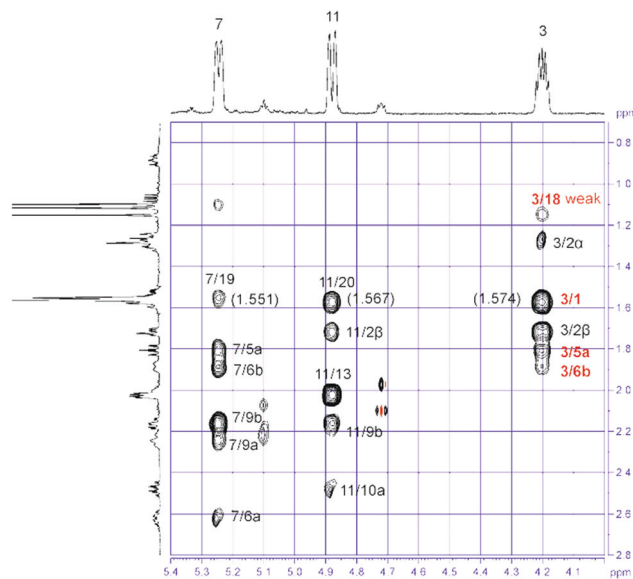 7 11 3
ppm
0.8
1.0
3/18 weak
1.2
3/2α
7/19 11/20 1.4
(1.551) (1.567) (1.574) 3/1
1.6
11/2β 3/2β
7/5a 3/5a 1.8
7/6b 3/6b
11/13 2.0
7/9b 2.2
7/9a 11/9b
2.4
11/10a
7/6a 2.6
2.8
5.4 5.3 5.2 5.1 5.0 4.9 4.8 4.7 4.6 4.5 4.4 4.3 4.2 4.1 ppm